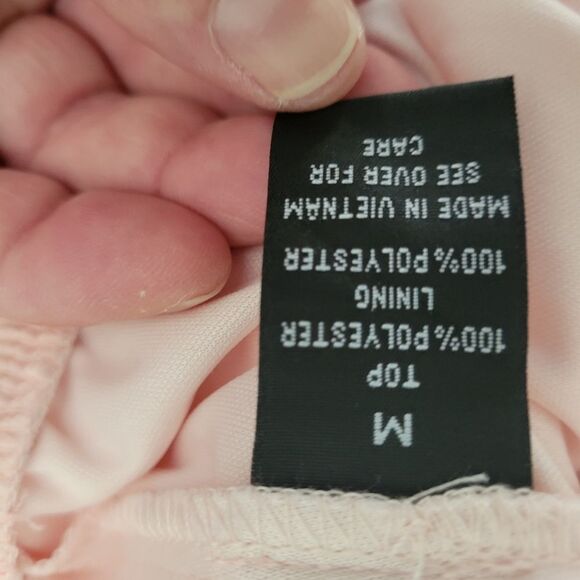 M
TOP
100%POLYESTER
LINING
100%POLYESTER
MADE IN VIETNAM
SEE OVER FOR
CARE